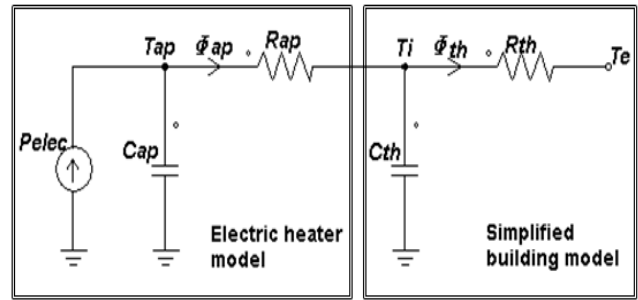 Tap Φap Rap Ti Φth Rth Te
Pelec Cap Cth
Electric heater
model
Simplified
building model